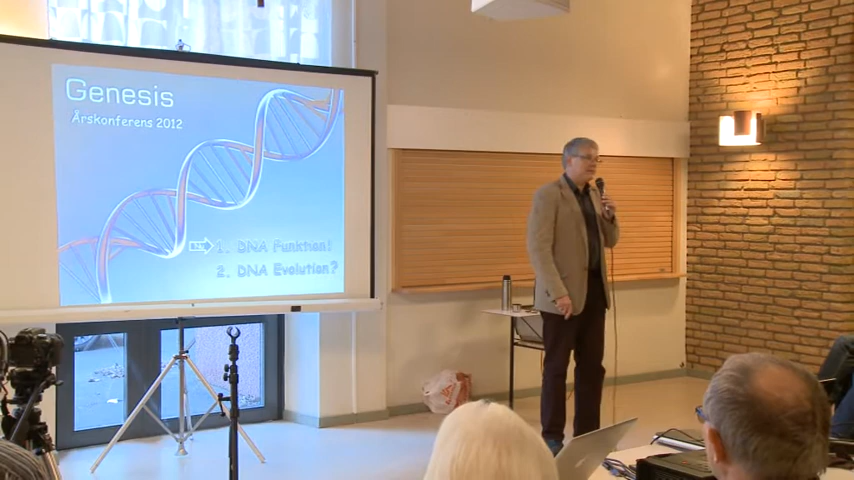 Genesis
Årskonferens 2012
1. DNA Funktion!
2. DNA Evolution?